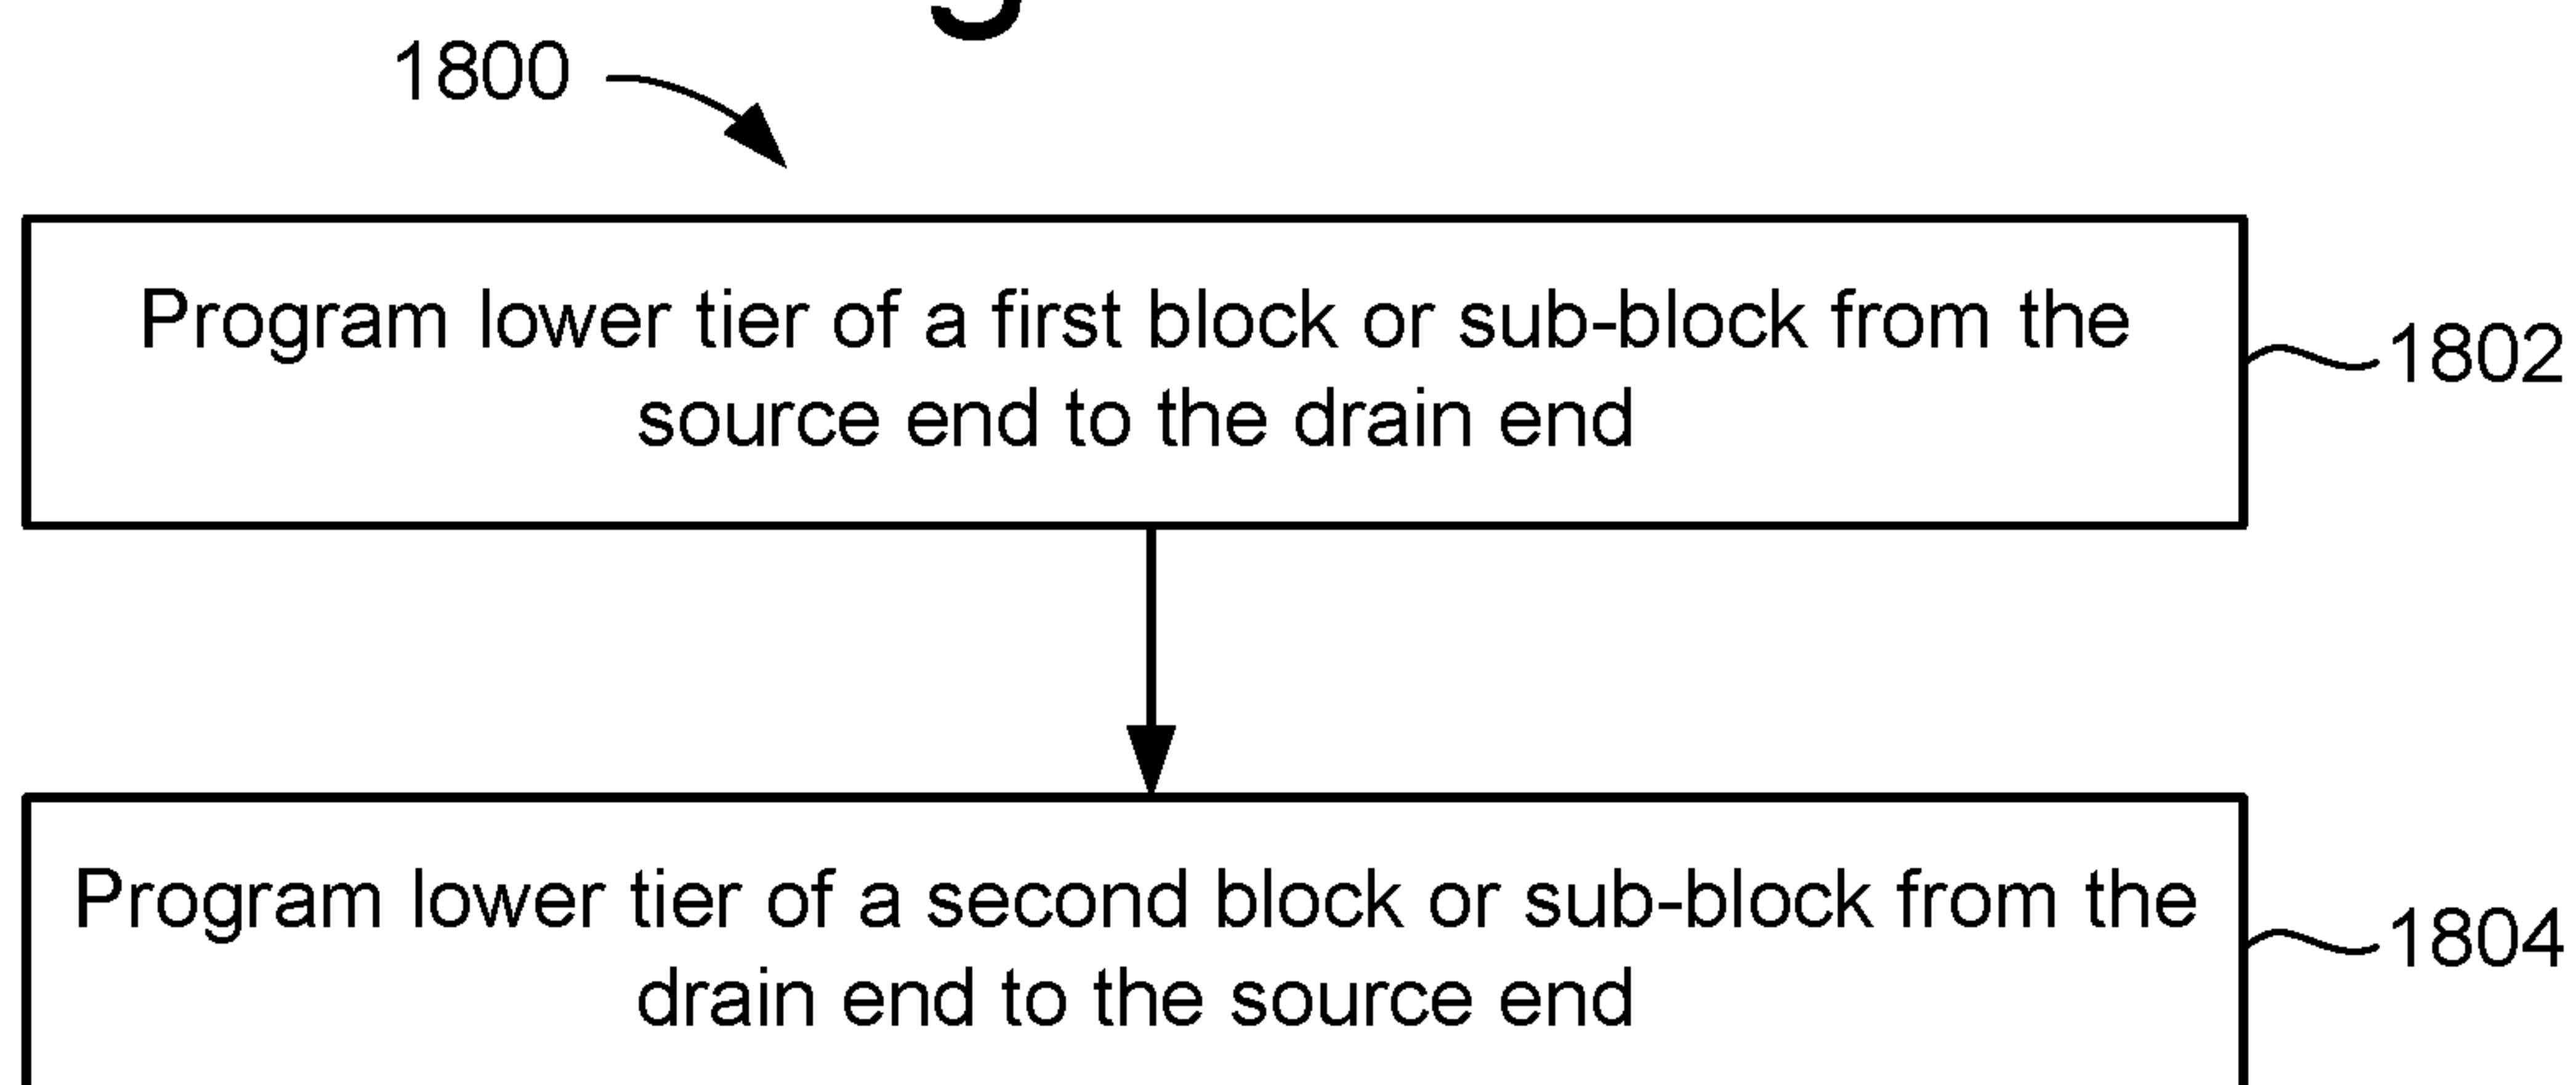 1800
Program lower tier of a first block or sub-block from the
source end to the drain end
1802
Program lower tier of a second block or sub-block from the
drain end to the source end
1804